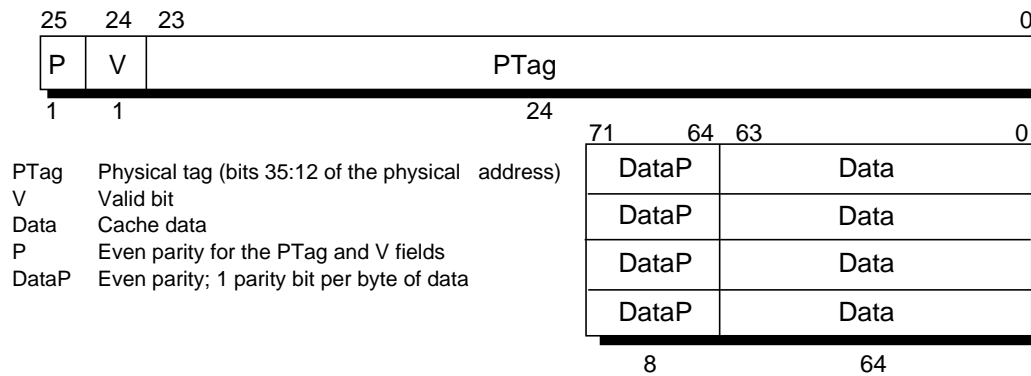 25 24 23 0
P V PTag
1 1 24
71 64 63 0
PTag Physical tag (bits 35:12 of the physical address)
V Valid bit
Data Cache data
P Even parity for the PTag and V fields
DataP Even parity; 1 parity bit per byte of data
DataP Data
DataP Data
DataP Data
DataP Data
8 64